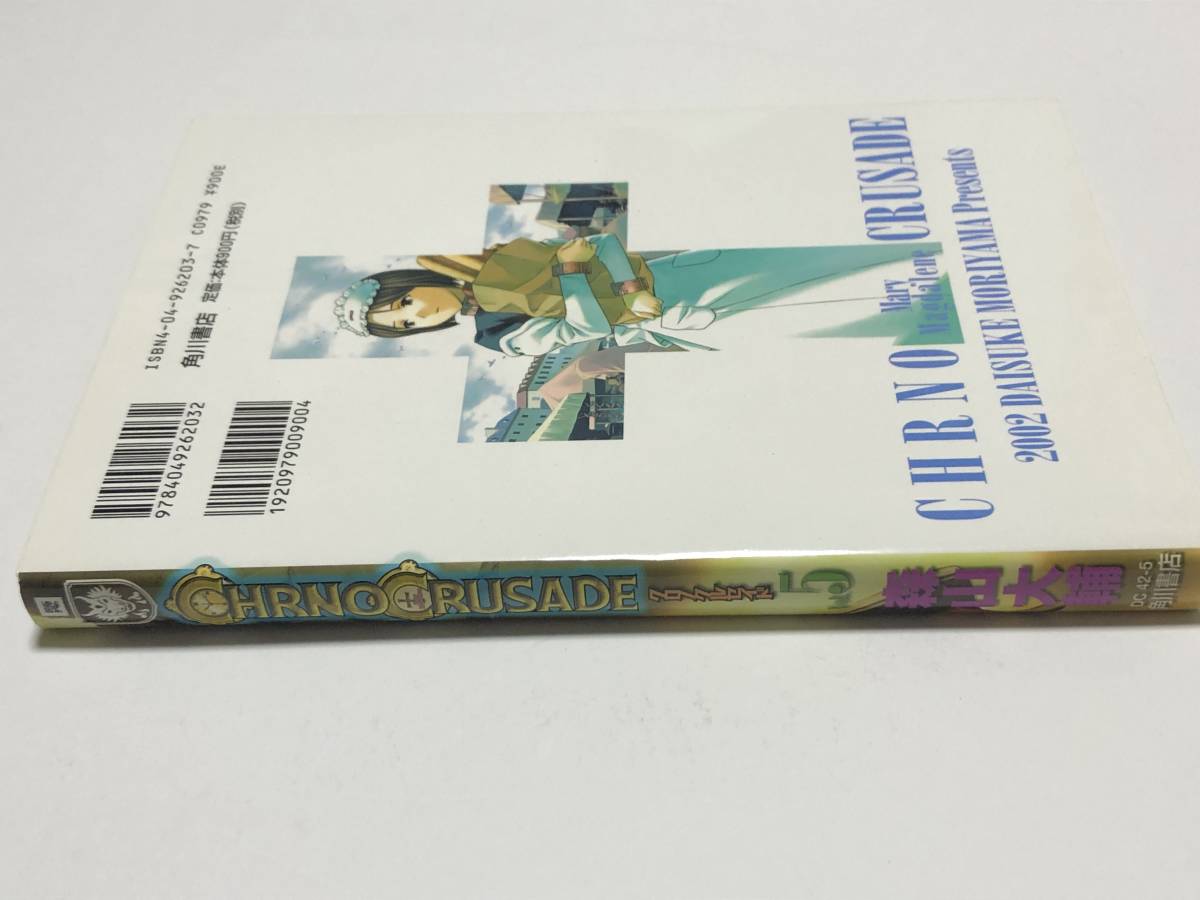 ISBN4-04-926203-7 C0979 ¥900E
角川書店 定価:本体900円(税別)
9784049262032
1920979009004
CHRNO CRUSADE
Mary
Magdalene
2002 DAISUKE MORIYAMA Presents
CHRNO CRUSADE
クロノクルセイド
VOL.5
森山大輔
DC 42-5
角川書店